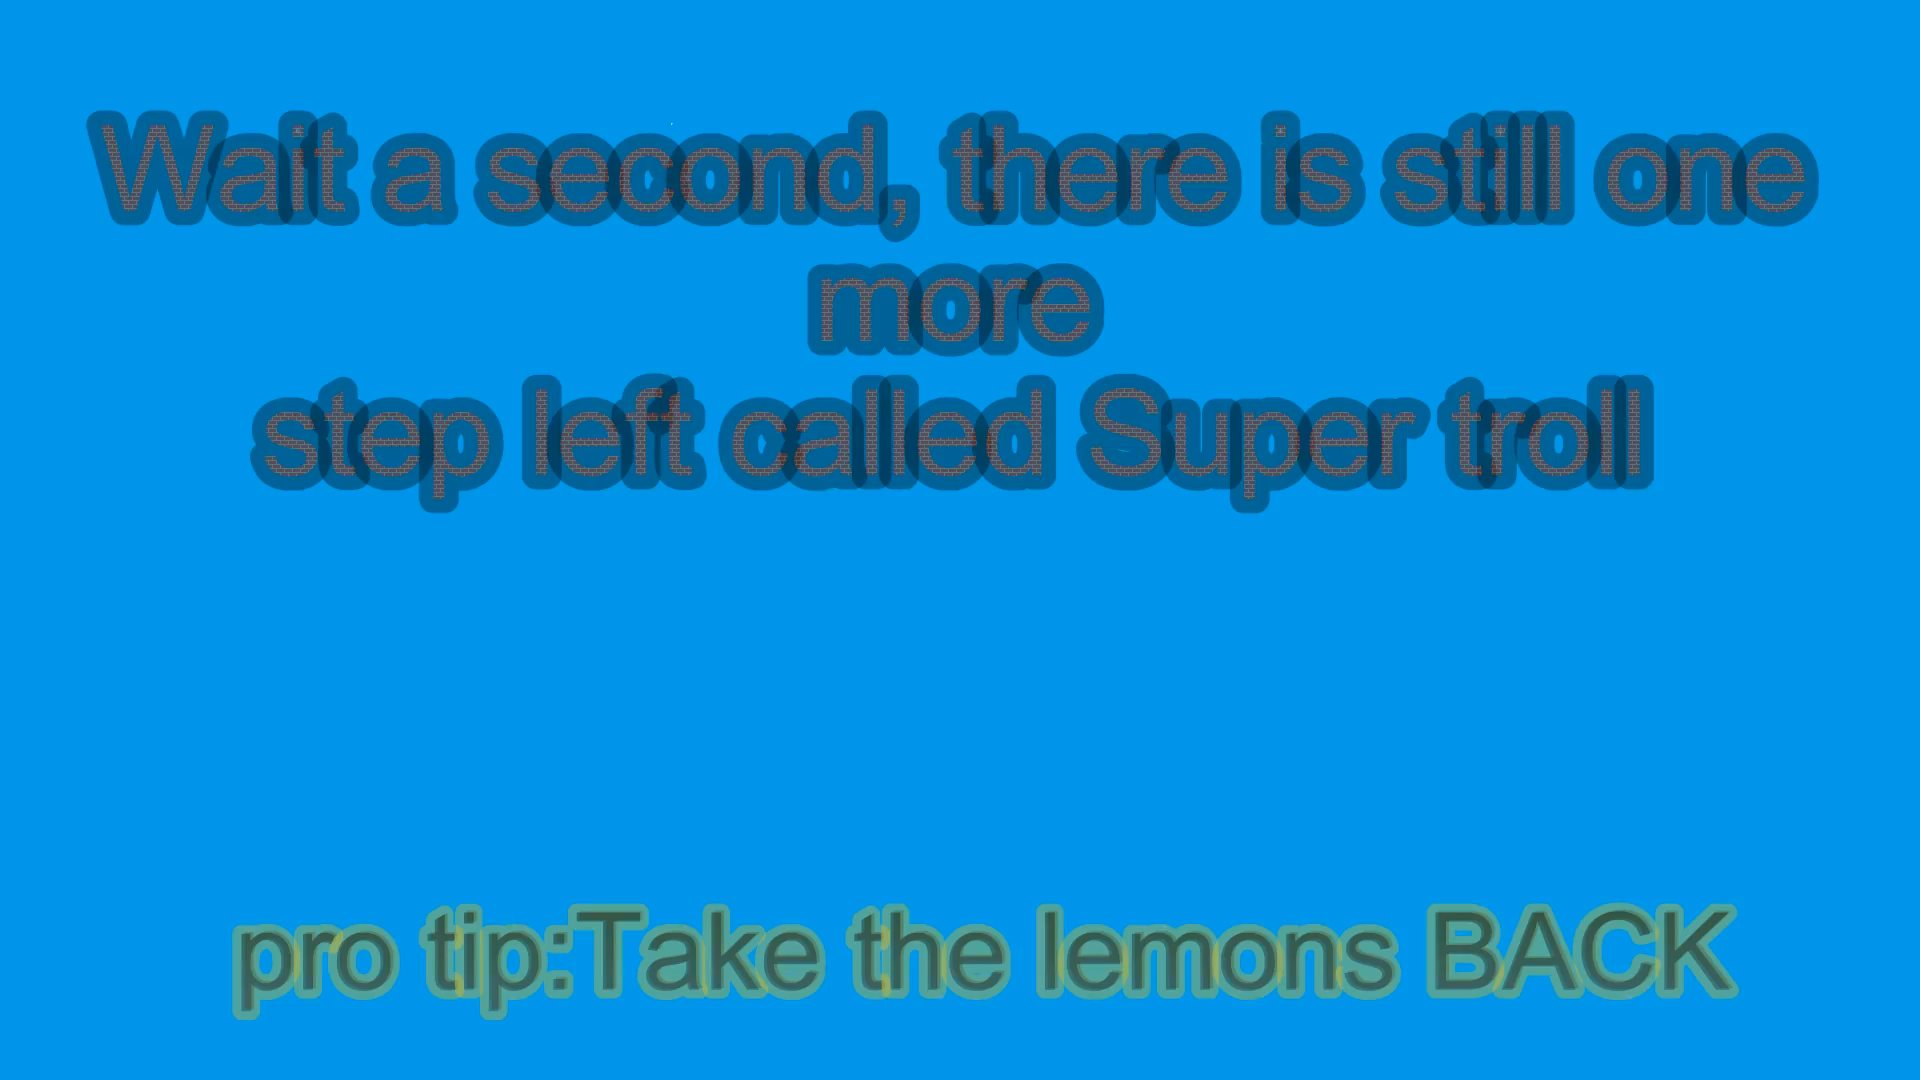 Wait a second, there is still one
more
step left called Super troll
pro tip:Take the lemons BACK